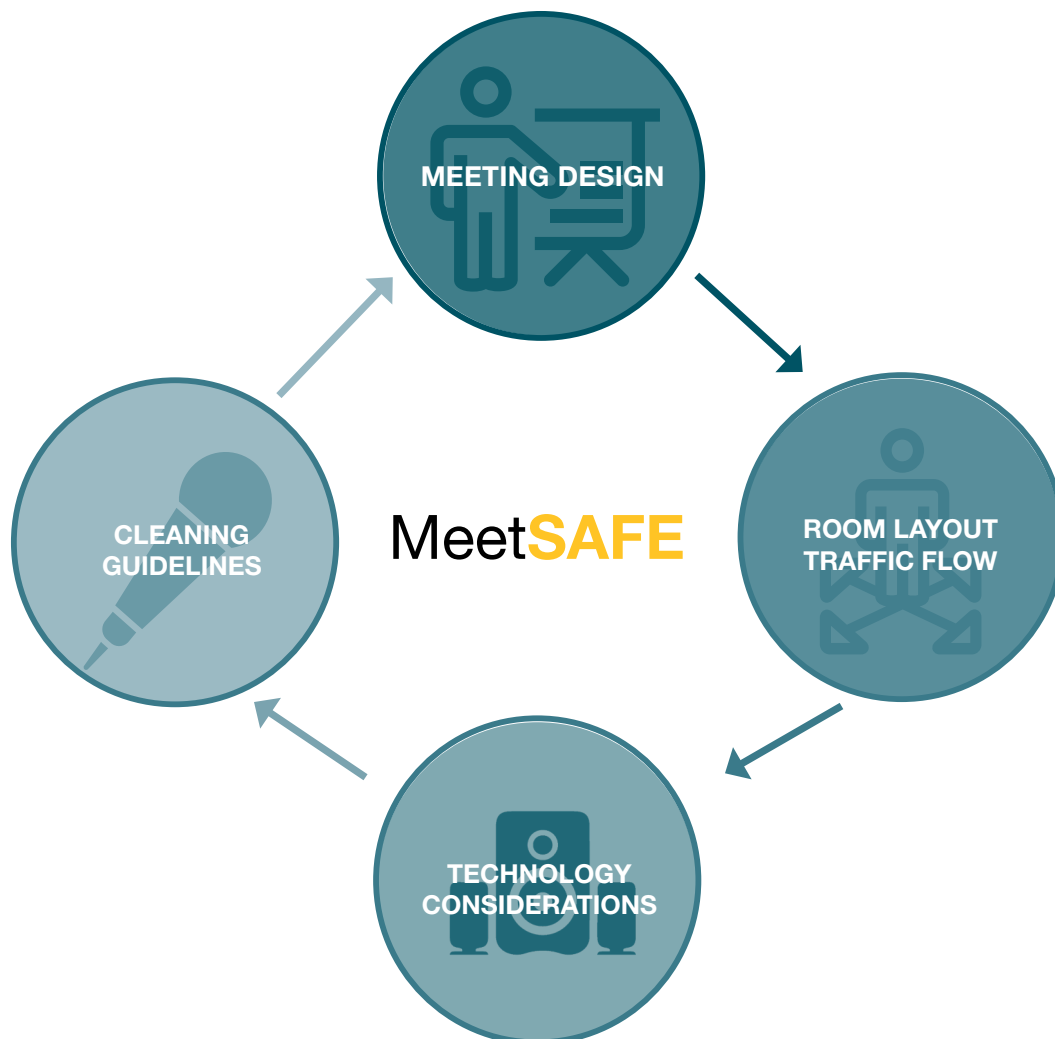 MEETING DESIGN
ROOM LAYOUT
TRAFFIC FLOW
MeetSAFE
CLEANING
GUIDELINES
TECHNOLOGY
CONSIDERATIONS